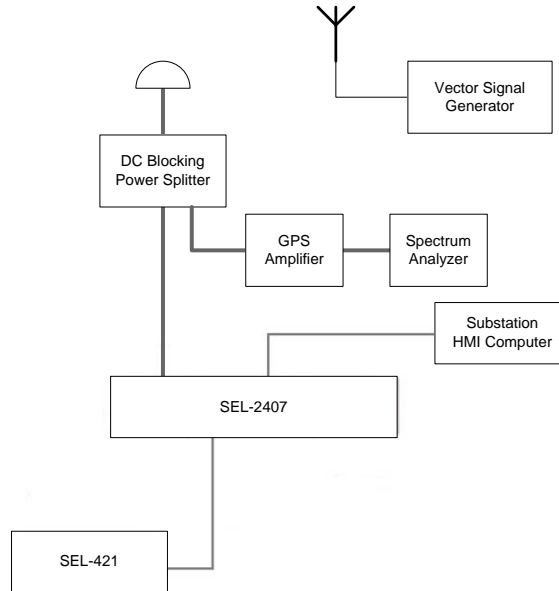 Vector Signal
Generator
DC Blocking
Power Splitter
GPS
Amplifier
Spectrum
Analyzer
Substation
HMI Computer
SEL-2407
SEL-421